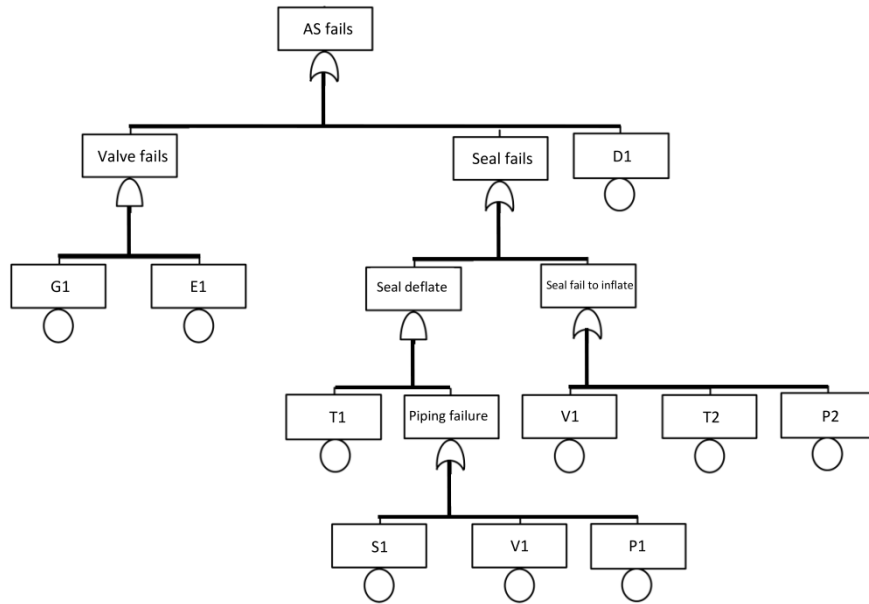 AS fails
Valve fails
Seal fails
D1
G1
E1
Seal deflate
Seal fail to inflate
T1
Piping failure
V1
T2
P2
S1
V1
P1